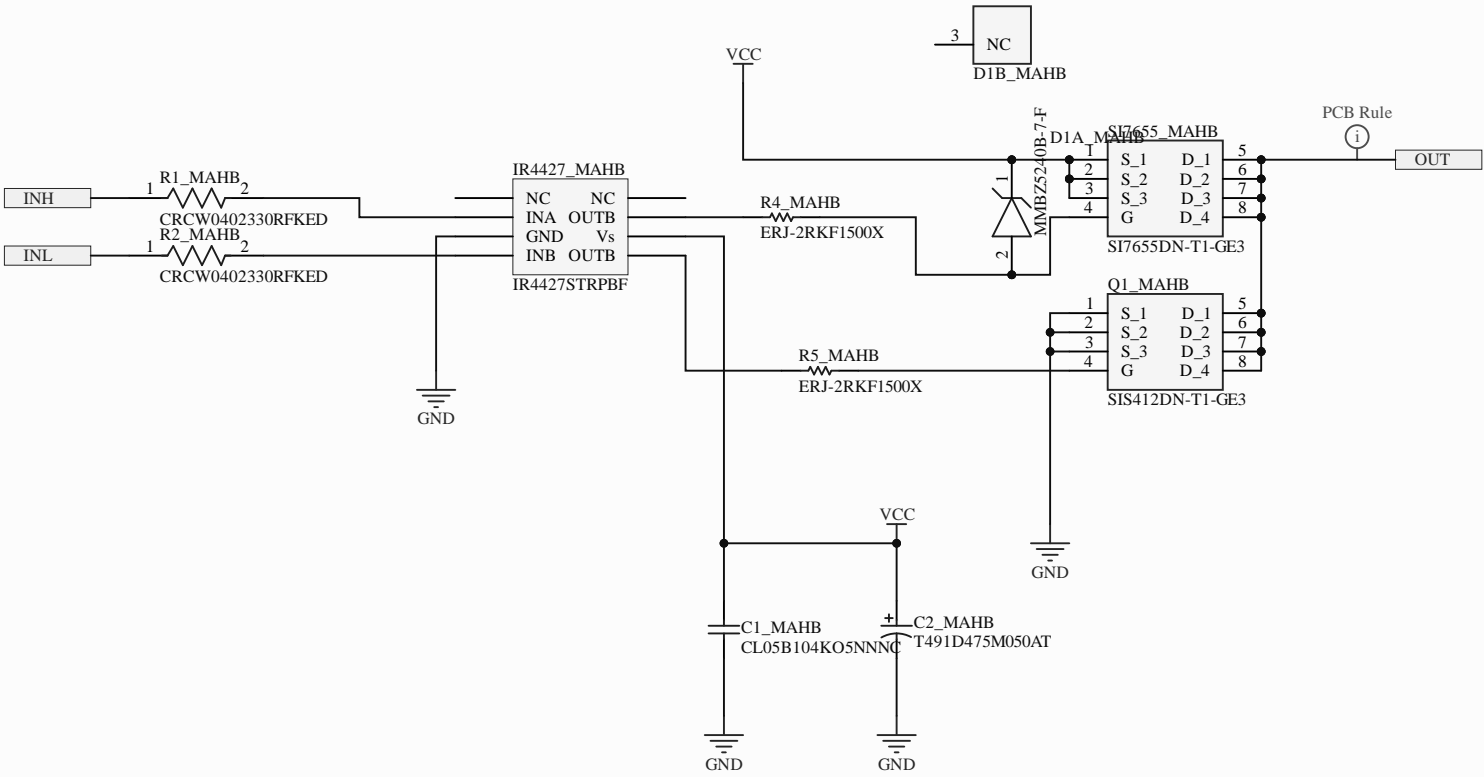 3
NC
D1B_MAHB
VCC
PCB Rule
i
D1A_MAHB
SI7655_MAHB
MMBZ5240B-7-F
1
2
1 S_1 D_1 5
2 S_2 D_2 6
3 S_3 D_3 7
4 G D_4 8
SI7655DN-T1-GE3
OUT
INH
1 R1_MAHB 2
CRCW0402330RFKED
INL
1 R2_MAHB 2
CRCW0402330RFKED
IR4427_MAHB
NC NC
INA OUTB
GND Vs
INB OUTB
IR4427STRPBF
R4_MAHB
ERJ-2RKF1500X
Q1_MAHB
1 S_1 D_1 5
2 S_2 D_2 6
3 S_3 D_3 7
4 G D_4 8
SIS412DN-T1-GE3
R5_MAHB
ERJ-2RKF1500X
GND
VCC
GND
C1_MAHB
CL05B104KO5NNNC
+
C2_MAHB
T491D475M050AT
GND
GND